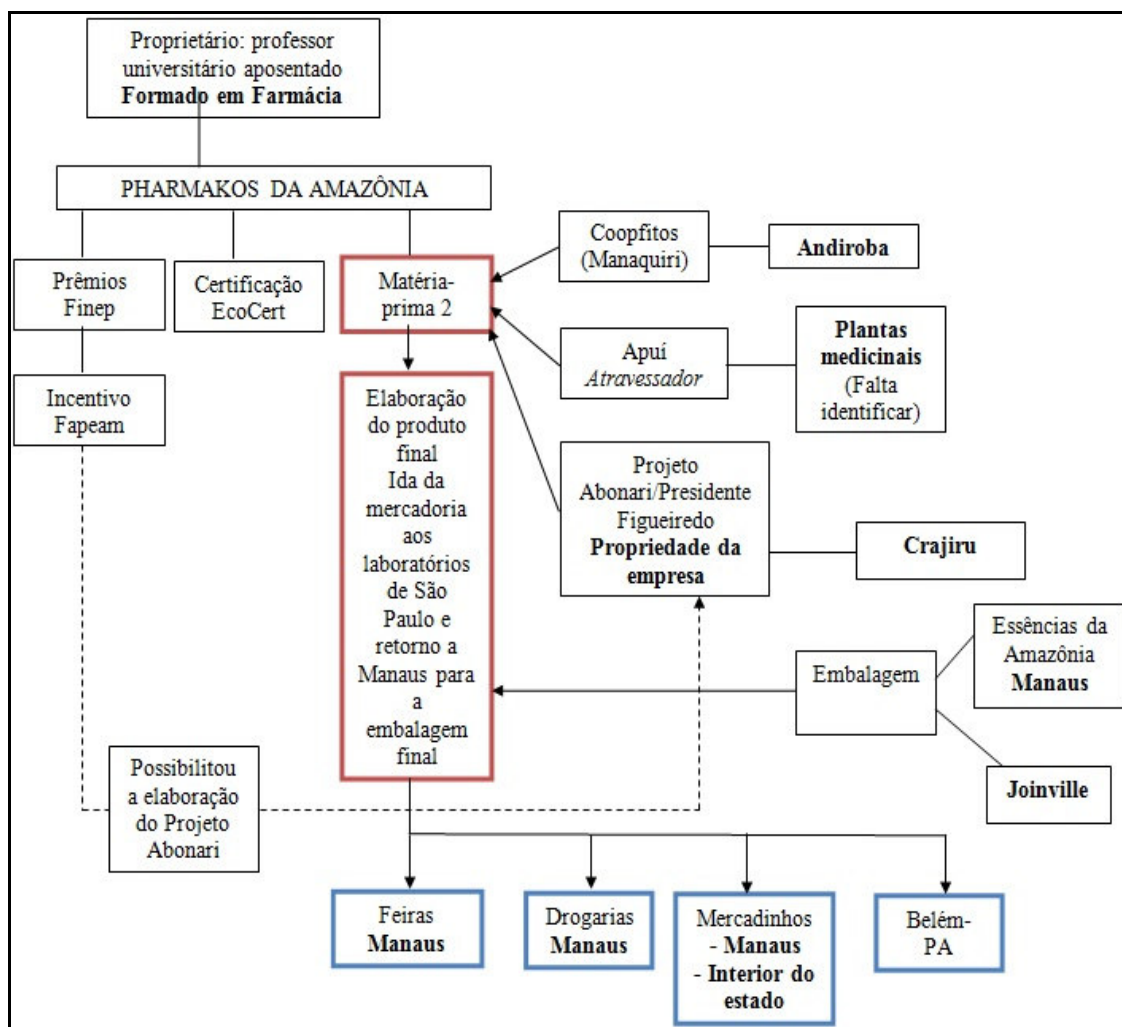 Proprietário: professor
universitário aposentado
Formado em Farmácia
PHARMAKOS DA AMAZÔNIA
Prêmios
Finep
Certificação
EcoCert
Matéria-
prima 2
Coopfitos
(Manaquiri)
Andiroba
Incentivo
Fapeam
Apuí
Atravessador
Plantas
medicinais
(Falta
identificar)
Elaboração
do produto
final
Ida da
mercadoria
aos
laboratórios
de São
Paulo e
retorno a
Manaus para
a
embalagem
final
Projeto
Abonari/Presidente
Figueiredo
Propriedade da
empresa
Crajiru
Embalagem
Essências da
Amazônia
Manaus
Joinville
Possibilitou
a elaboração
do Projeto
Abonari
Feiras
Manaus
Drogarias
Manaus
Mercadinhos
- Manaus
- Interior do
estado
Belém-
PA